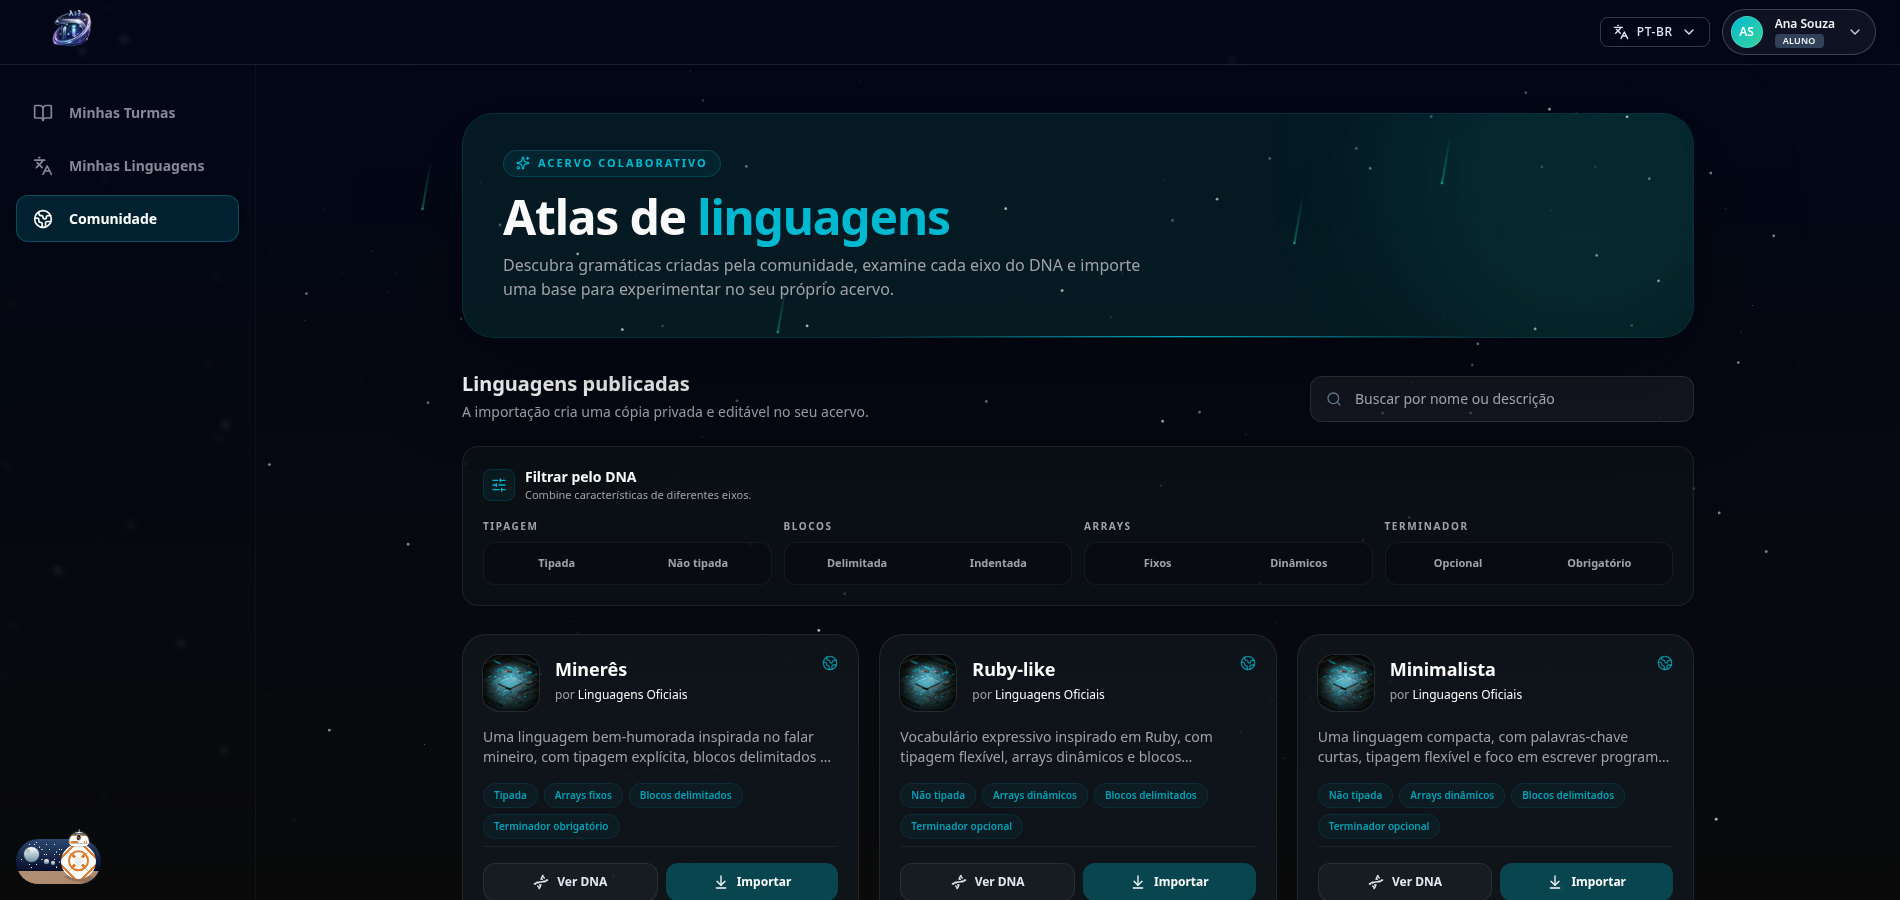 PT-BR
AS
Ana Souza
ALUNO
Minhas Turmas
Minhas Linguagens
Comunidade
ACERVO COLABORATIVO
Atlas de linguagens
Descubra gramáticas criadas pela comunidade, examine cada eixo do DNA e importe
uma base para experimentar no seu próprio acervo.
Linguagens publicadas
A importação cria uma cópia privada e editável no seu acervo.
Buscar por nome ou descrição
Filtrar pelo DNA
Combine características de diferentes eixos.
TIPAGEM
BLOCOS
ARRAYS
TERMINADOR
Tipada
Não tipada
Delimitada
Indentada
Fixos
Dinâmicos
Opcional
Obrigatório
Minerês
por Linguagens Oficiais
Uma linguagem bem-humorada inspirada no falar
mineiro, com tipagem explícita, blocos delimitados ...
Tipada
Arrays fixos
Blocos delimitados
Terminador obrigatório
Ver DNA
Importar
Ruby-like
por Linguagens Oficiais
Vocabulário expressivo inspirado em Ruby, com
tipagem flexível, arrays dinâmicos e blocos...
Não tipada
Arrays dinâmicos
Blocos delimitados
Terminador opcional
Ver DNA
Importar
Minimalista
por Linguagens Oficiais
Uma linguagem compacta, com palavras-chave
curtas, tipagem flexível e foco em escrever program...
Não tipada
Arrays dinâmicos
Blocos delimitados
Terminador opcional
Ver DNA
Importar